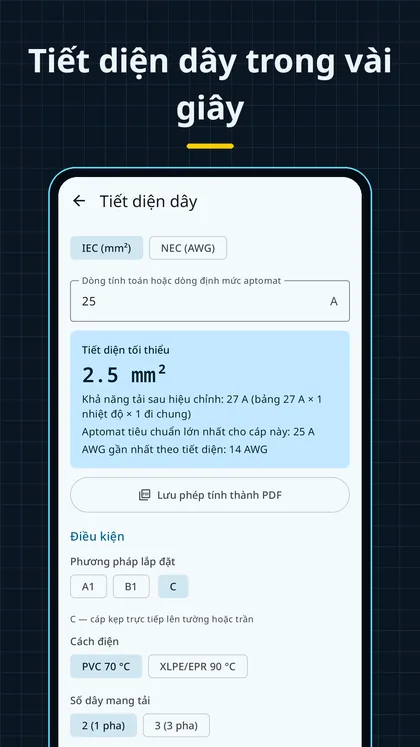 Tiết diện dây trong vài
giây
Tiết diện dây
IEC (mm²)
NEC (AWG)
Dòng tính toán hoặc dòng định mức aptomat
25
A
Tiết diện tối thiểu
2.5 mm²
Khả năng tải sau hiệu chỉnh: 27 A (bảng 27 A × 1
nhiệt độ × 1 đi chung)
Aptomat tiêu chuẩn lớn nhất cho cáp này: 25 A
AWG gần nhất theo tiết diện: 14 AWG
Lưu phép tính thành PDF
Điều kiện
Phương pháp lắp đặt
A1
B1
C
C — cáp kẹp trực tiếp lên tường hoặc trần
Cách điện
PVC 70 °C
XLPE/EPR 90 °C
Số dây mang tải
2 (1 pha)
3 (3 pha)